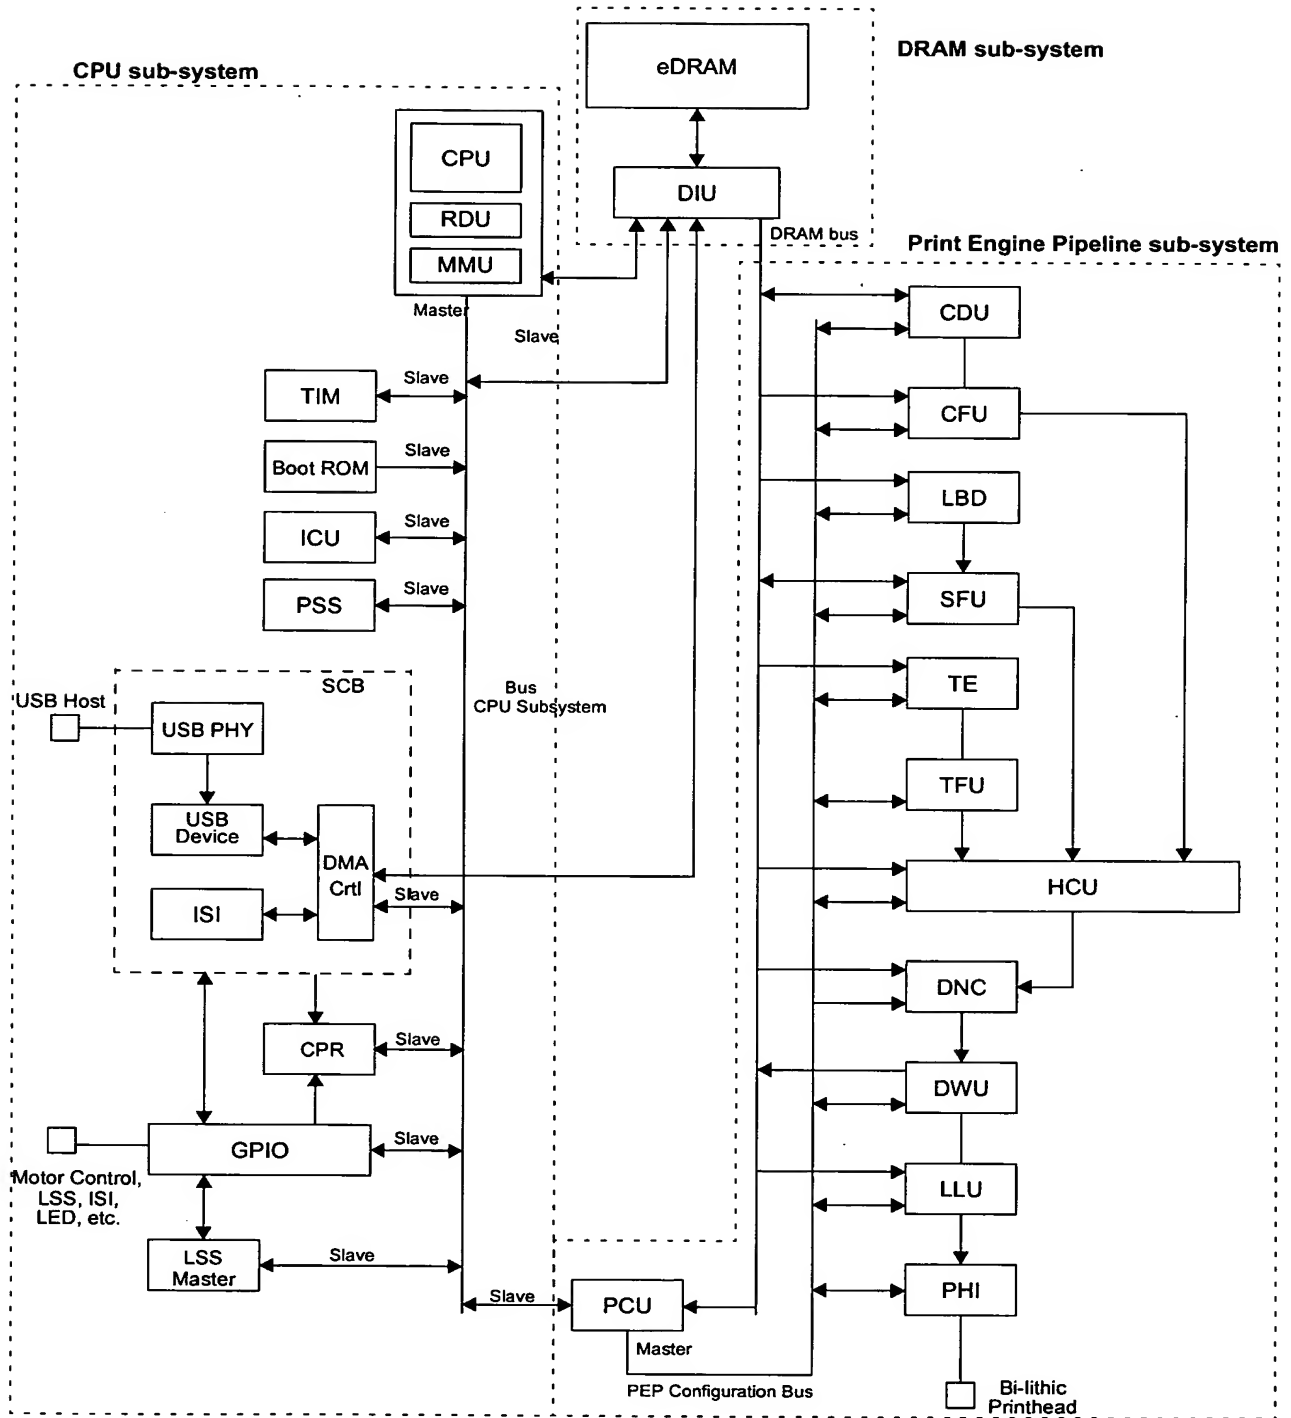 DRAM sub-system
CPU sub-system
eDRAM
CPU
DIU
RDU
DRAM bus
Print Engine Pipeline sub-system
MMU
Master
CDU
Slave
TIM
Slave
CFU
Boot ROM
Slave
LBD
ICU
Slave
PSS
Slave
SFU
SCB
TE
USB Host
Bus
CPU Subsystem
USB PHY
TFU
USB
Device
DMA
Crtl
HCU
Slave
ISI
DNC
CPR
Slave
DWU
GPIO
Slave
Motor Control,
LSS, ISI,
LED, etc.
LLU
LSS
Master
Slave
Slave
PCU
PHI
Master
PEP Configuration Bus
Bi-lithic
Printhead